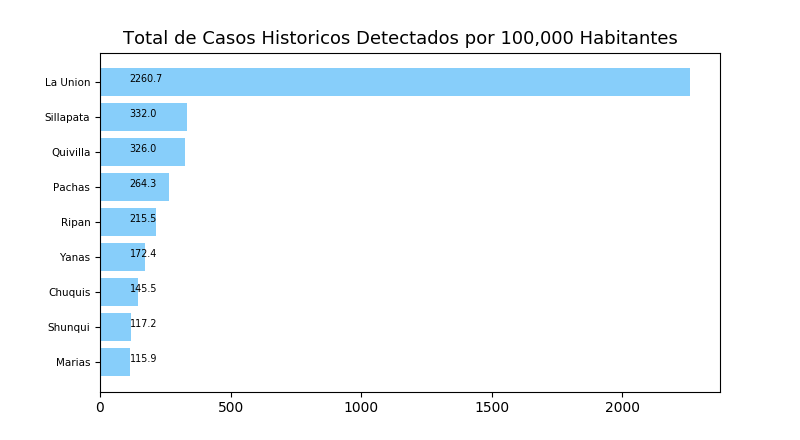 Total de Casos Historicos Detectados por 100,000 Habitantes
La Union 2260.7
Sillapata 332.0
Quivilla 326.0
Pachas 264.3
Ripan 215.5
Yanas 172.4
Chuquis 145.5
Shunqui 117.2
Marias 115.9
0 500 1000 1500 2000